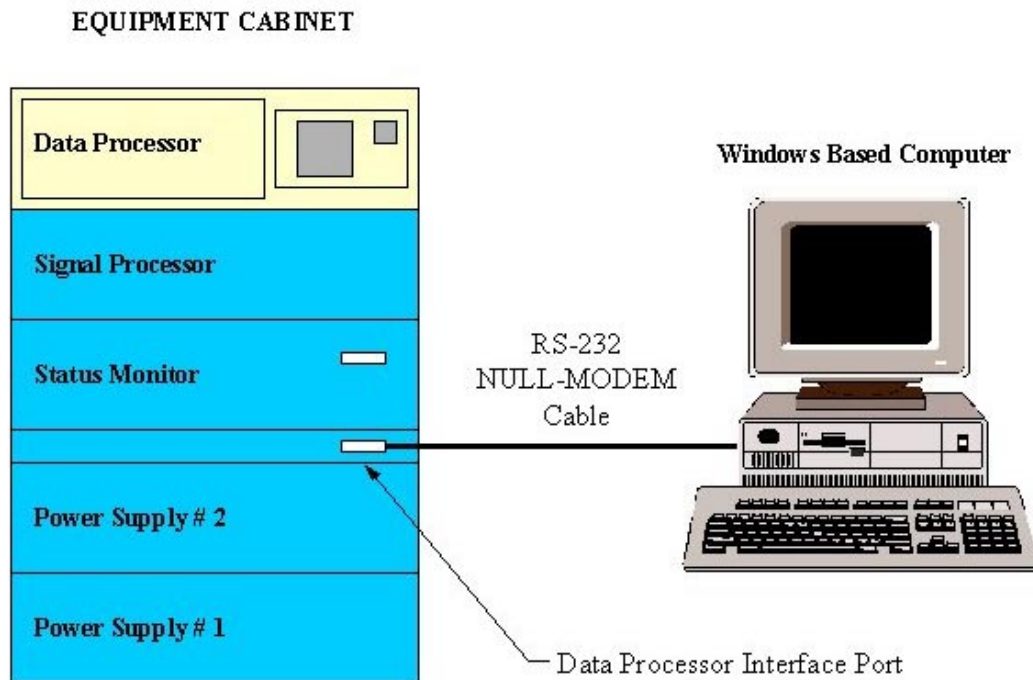 EQUIPMENT CABINET
Data Processor
Windows Based Computer
Signal Processor
Status Monitor
RS-232
NULL-MODEM
Cable
Power Supply # 2
Power Supply # 1
Data Processor Interface Port